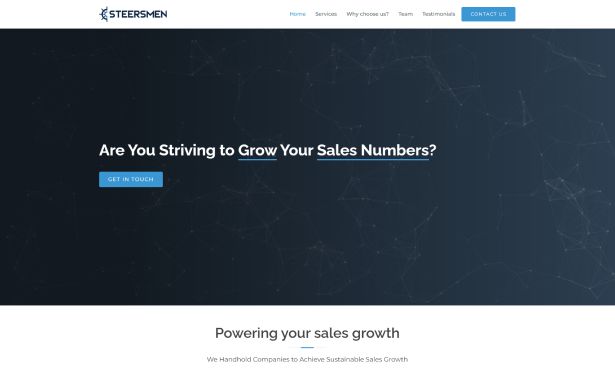 STEERSMEN
Home Services Why choose us? Team Testimonials CONTACT US
Are You Striving to Grow Your Sales Numbers?
GET IN TOUCH
Powering your sales growth
We Handhold Companies to Achieve Sustainable Sales Growth